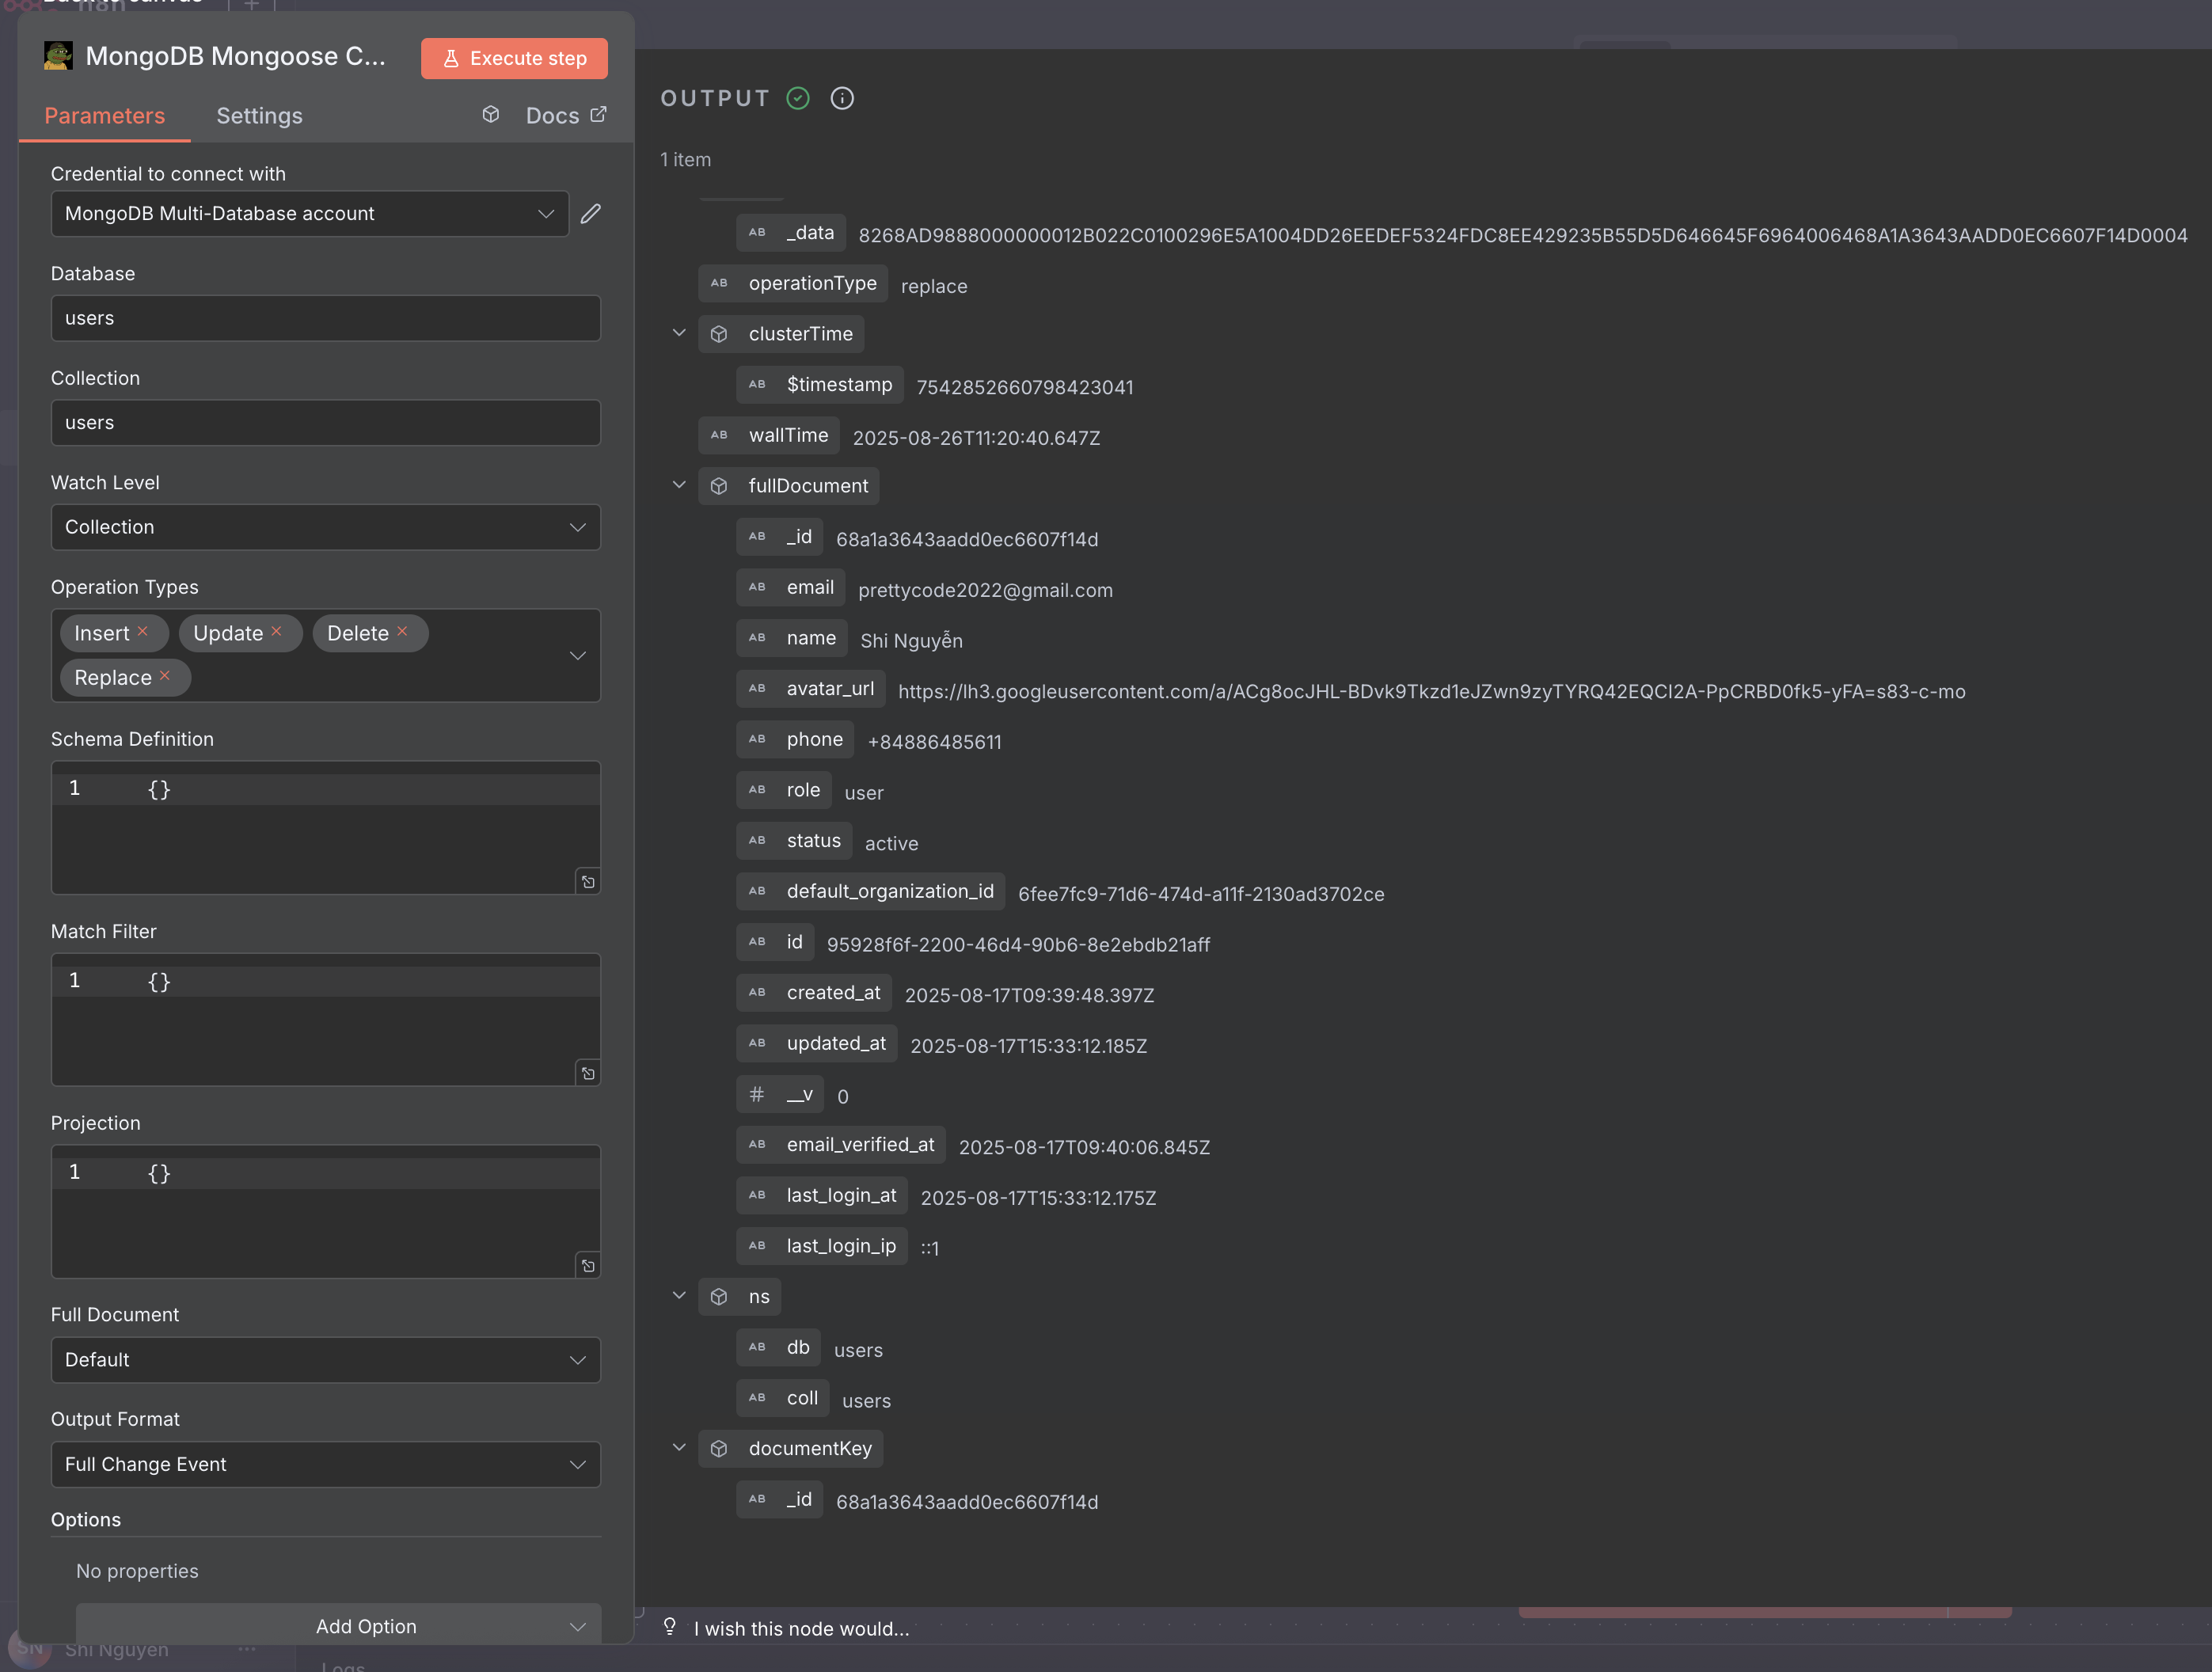 MongoDB Mongoose C...
Execute step
Parameters
Settings
Docs
Credential to connect with
MongoDB Multi-Database account
Database
users
Collection
users
Watch Level
Collection
Operation Types
Insert × Update × Delete ×
Replace ×
Schema Definition
1 {}
Match Filter
1 {}
Projection
1 {}
Full Document
Default
Output Format
Full Change Event
Options
No properties
Add Option
SN Shi Nguyen ...
OUTPUT
1 item
AB _data 8268AD9888000000012B022C0100296E5A1004DD26EEDEF5324FDC8EE429235B55D5D646645F6964006468A1A3643AADD0EC6607F14D0004
AB operationType replace
clusterTime
AB $timestamp 7542852660798423041
AB wallTime 2025-08-26T11:20:40.647Z
fullDocument
AB _id 68a1a3643aadd0ec6607f14d
AB email prettycode2022@gmail.com
AB name Shi Nguyễn
AB avatar_url https://lh3.googleusercontent.com/a/ACg8ocJHL-BDvk9Tkzd1eJZwn9zyTYRQ42EQCI2A-PpCRBD0fk5-yFA=s83-c-mo
AB phone +84886485611
AB role user
AB status active
AB default_organization_id 6fee7fc9-71d6-474d-a11f-2130ad3702ce
AB id 95928f6f-2200-46d4-90b6-8e2ebdb21aff
AB created_at 2025-08-17T09:39:48.397Z
AB updated_at 2025-08-17T15:33:12.185Z
# __v 0
AB email_verified_at 2025-08-17T09:40:06.845Z
AB last_login_at 2025-08-17T15:33:12.175Z
AB last_login_ip ::1
ns
AB db users
AB coll users
documentKey
AB _id 68a1a3643aadd0ec6607f14d
I wish this node would...
Logs